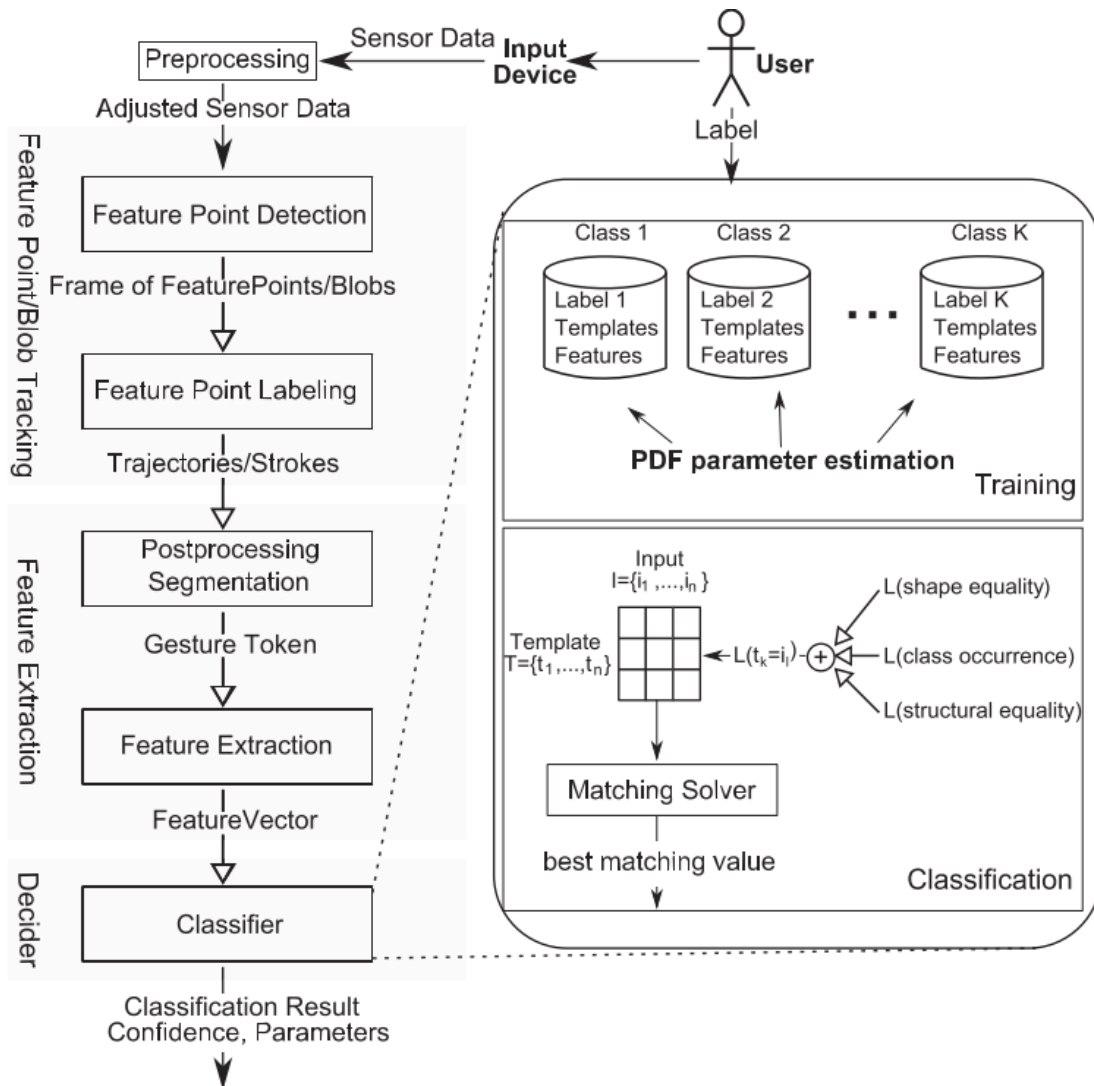 Sensor Data
Preprocessing
Input
Device
User
Adjusted Sensor Data
Label
Feature Point/Blob Tracking
Feature Point Detection
Frame of FeaturePoints/Blobs
Feature Point Labeling
Trajectories/Strokes
Feature Extraction
Postprocessing
Segmentation
Gesture Token
Feature Extraction
FeatureVector
Decider
Classifier
Classification Result
Confidence, Parameters
Class 1
Class 2
Class K
Label 1
Templates
Features
Label 2
Templates
Features
...
Label K
Templates
Features
PDF parameter estimation
Training
Input
I={i₁,...,iₙ}
Template
T={t₁,...,tₙ}
L(tₖ=iₗ)
+
L(shape equality)
L(class occurrence)
L(structural equality)
Matching Solver
best matching value
Classification